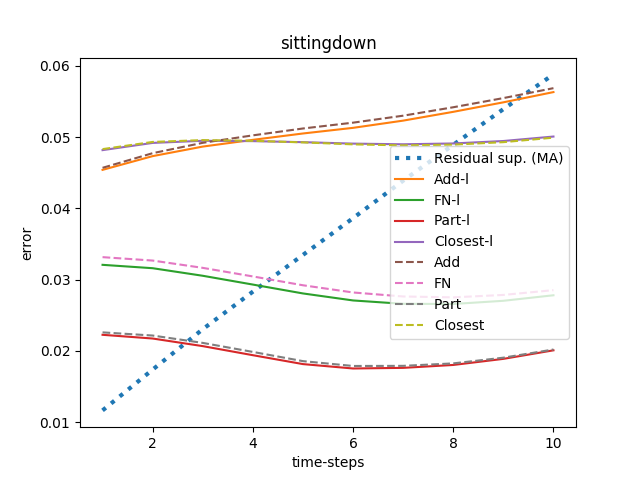 sittingdown
0.06
0.05
0.04
0.03
0.02
0.01
error
Residual sup. (MA)
Add-l
FN-l
Part-l
Closest-l
Add
FN
Part
Closest
2
4
6
8
10
time-steps